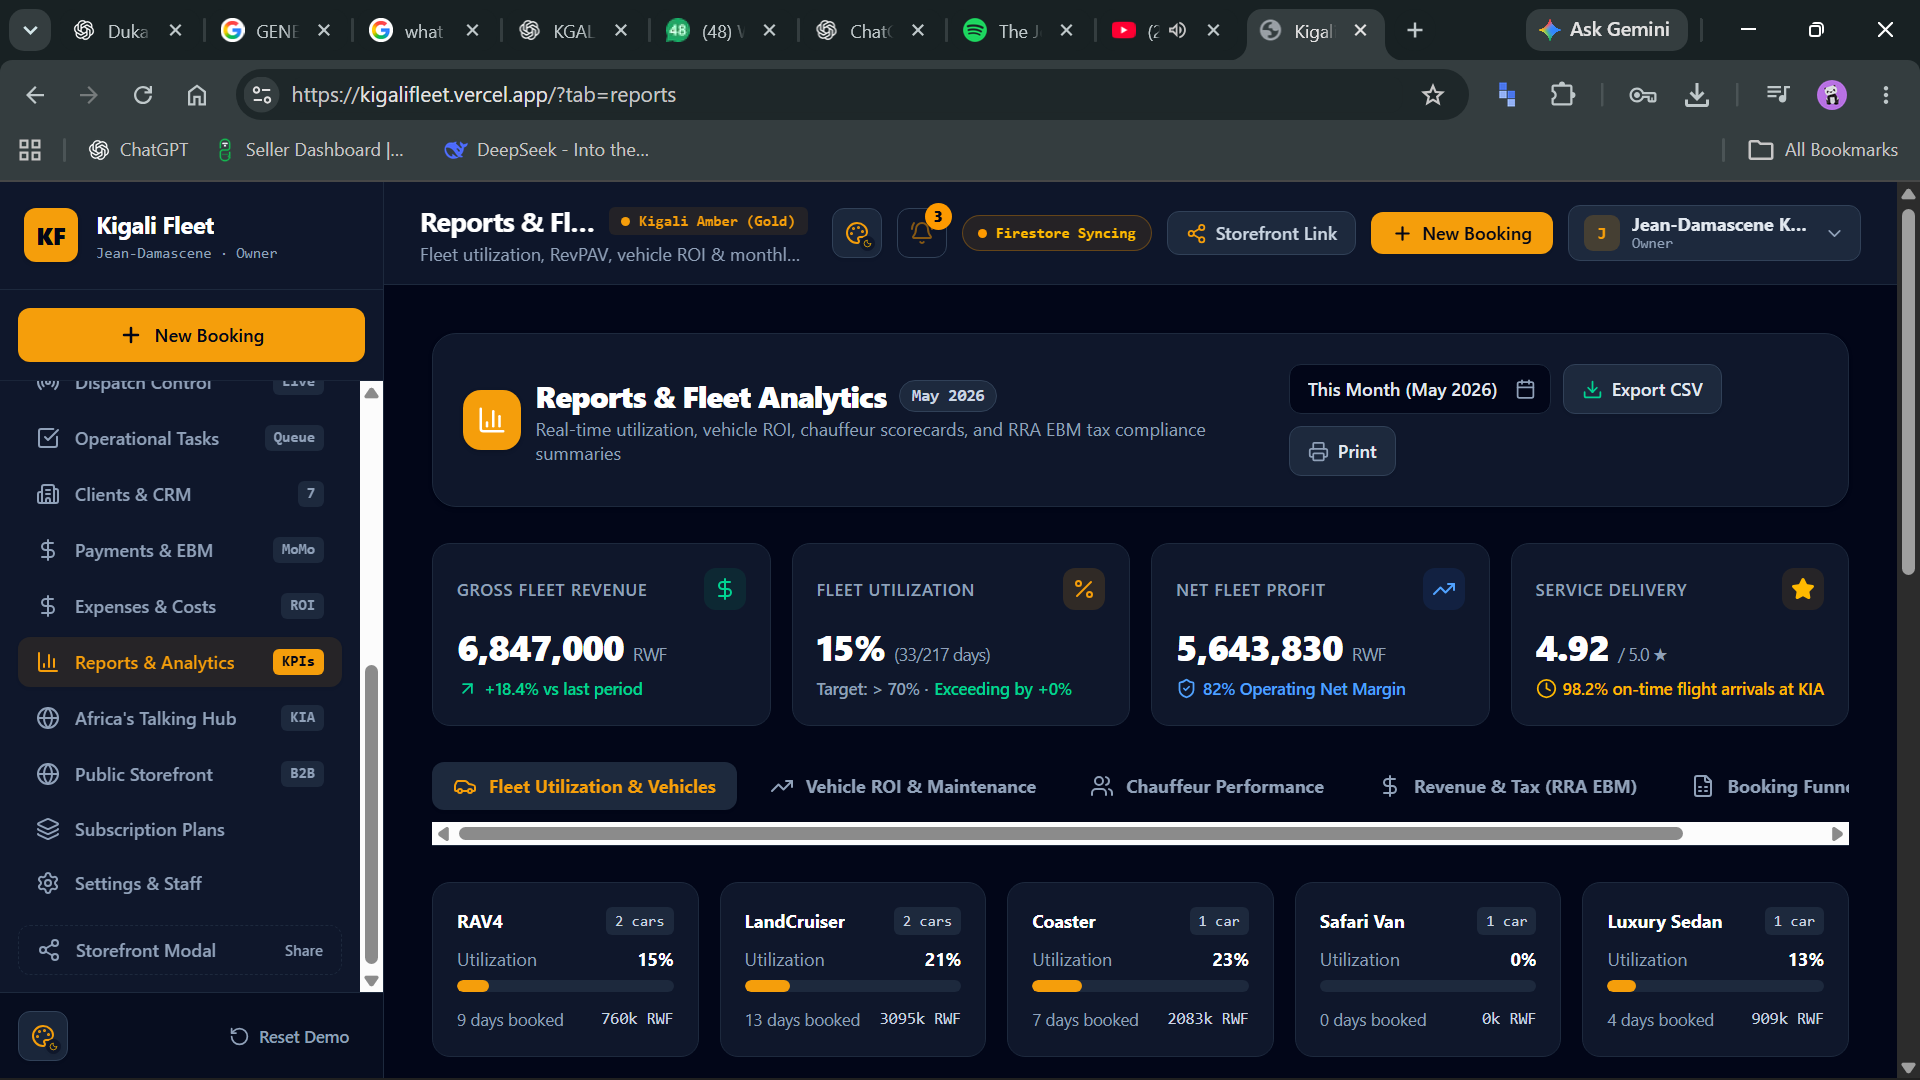 Duka
GENE
what
KGAL
(48) W
Chat
The J
(2
Kigal
Ask Gemini
https://kigalifleet.vercel.app/?tab=reports
ChatGPT
Seller Dashboard |...
DeepSeek - Into the...
All Bookmarks
KF
Kigali Fleet
Jean-Damascene · Owner
New Booking
Dispatch Control
Live
Operational Tasks
Queue
Clients & CRM
7
Payments & EBM
MoMo
Expenses & Costs
ROI
Reports & Analytics
KPIs
Africa's Talking Hub
KIA
Public Storefront
B2B
Subscription Plans
Settings & Staff
Storefront Modal
Share
Reset Demo
Reports & Fl...
Kigali Amber (Gold)
Fleet utilization, RevPAV, vehicle ROI & monthl...
3
Firestore Syncing
Storefront Link
New Booking
J
Jean-Damascene K...
Owner
Reports & Fleet Analytics
May 2026
Real-time utilization, vehicle ROI, chauffeur scorecards, and RRA EBM tax compliance
summaries
This Month (May 2026)
Export CSV
Print
GROSS FLEET REVENUE
6,847,000 RWF
+18.4% vs last period
FLEET UTILIZATION
15% (33/217 days)
Target: > 70% · Exceeding by +0%
NET FLEET PROFIT
5,643,830 RWF
82% Operating Net Margin
SERVICE DELIVERY
4.92 / 5.0 ★
98.2% on-time flight arrivals at KIA
Fleet Utilization & Vehicles
Vehicle ROI & Maintenance
Chauffeur Performance
Revenue & Tax (RRA EBM)
Booking Funne
RAV4
2 cars
Utilization
15%
9 days booked
760k RWF
LandCruiser
2 cars
Utilization
21%
13 days booked
3095k RWF
Coaster
1 car
Utilization
23%
7 days booked
2083k RWF
Safari Van
1 car
Utilization
0%
0 days booked
0k RWF
Luxury Sedan
1 car
Utilization
13%
4 days booked
909k RWF